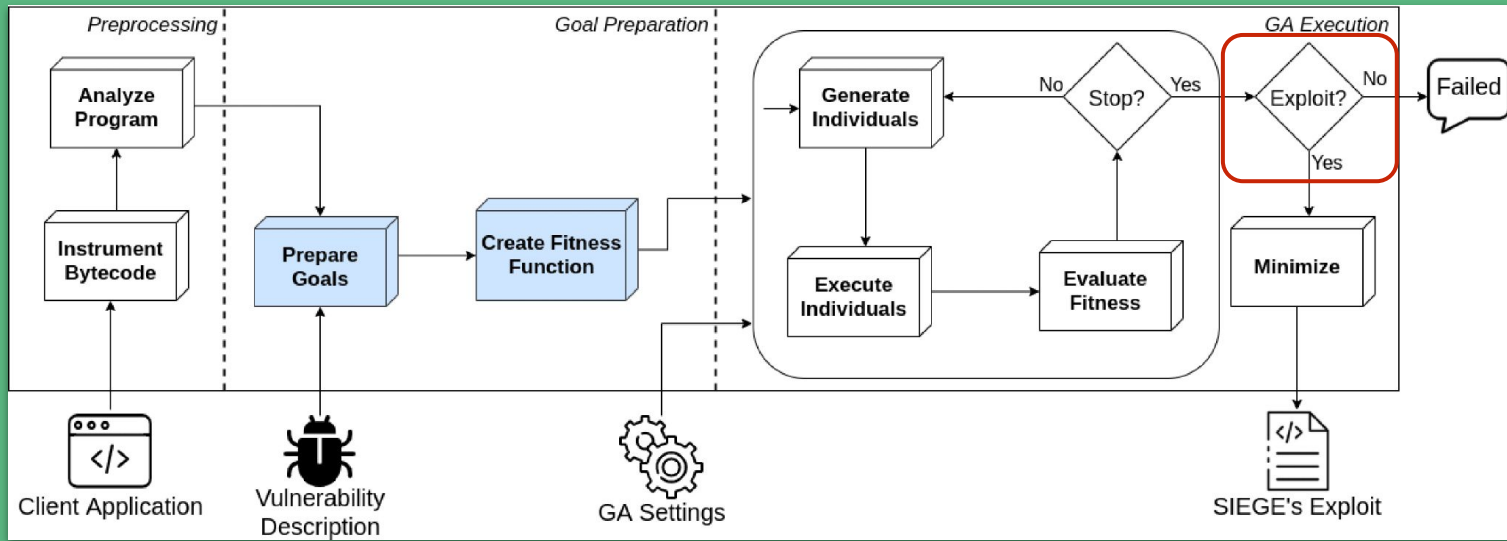 Preprocessing
Goal Preparation
GA Execution
Analyze
Program
Instrument
Bytecode
Prepare
Goals
Create Fitness
Function
Generate
Individuals
Execute
Individuals
Evaluate
Fitness
No
Stop?
Yes
Exploit?
No
Failed
Yes
Minimize
</>
Client Application
Vulnerability
Description
GA Settings
</>
SIEGE's Exploit